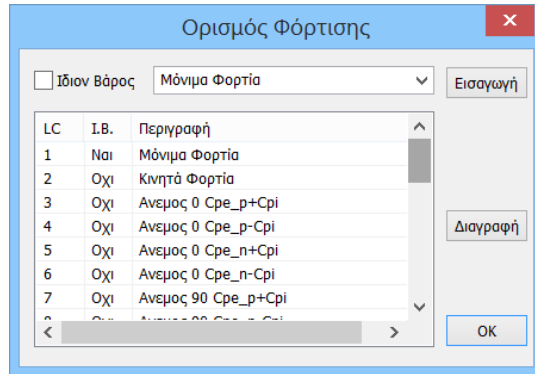 Ορισμός Φόρτισης
Ιδιον Βάρος Μόνιμα Φορτία Εισαγωγή
LC Ι.Β. Περιγραφή
1 Ναι Μόνιμα Φορτία
2 Οχι Κινητά Φορτία
3 Οχι Ανεμος 0 Cpe_p+Cpi
4 Οχι Ανεμος 0 Cpe_p-Cpi
5 Οχι Ανεμος 0 Cpe_n+Cpi
6 Οχι Ανεμος 0 Cpe_n-Cpi
7 Οχι Ανεμος 90 Cpe_p+Cpi
Διαγραφή
OK